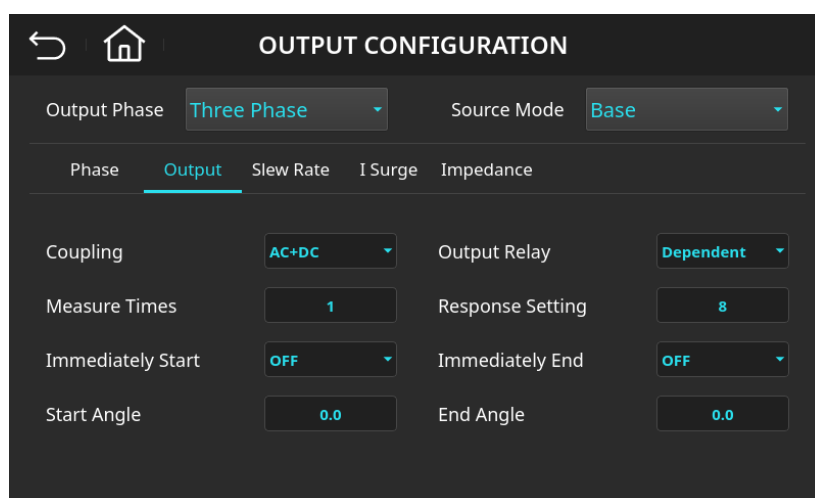 OUTPUT CONFIGURATION
Output Phase Three Phase Source Mode Base
Phase Output Slew Rate I Surge Impedance
Coupling AC+DC Output Relay Dependent
Measure Times 1 Response Setting 8
Immediately Start OFF Immediately End OFF
Start Angle 0.0 End Angle 0.0